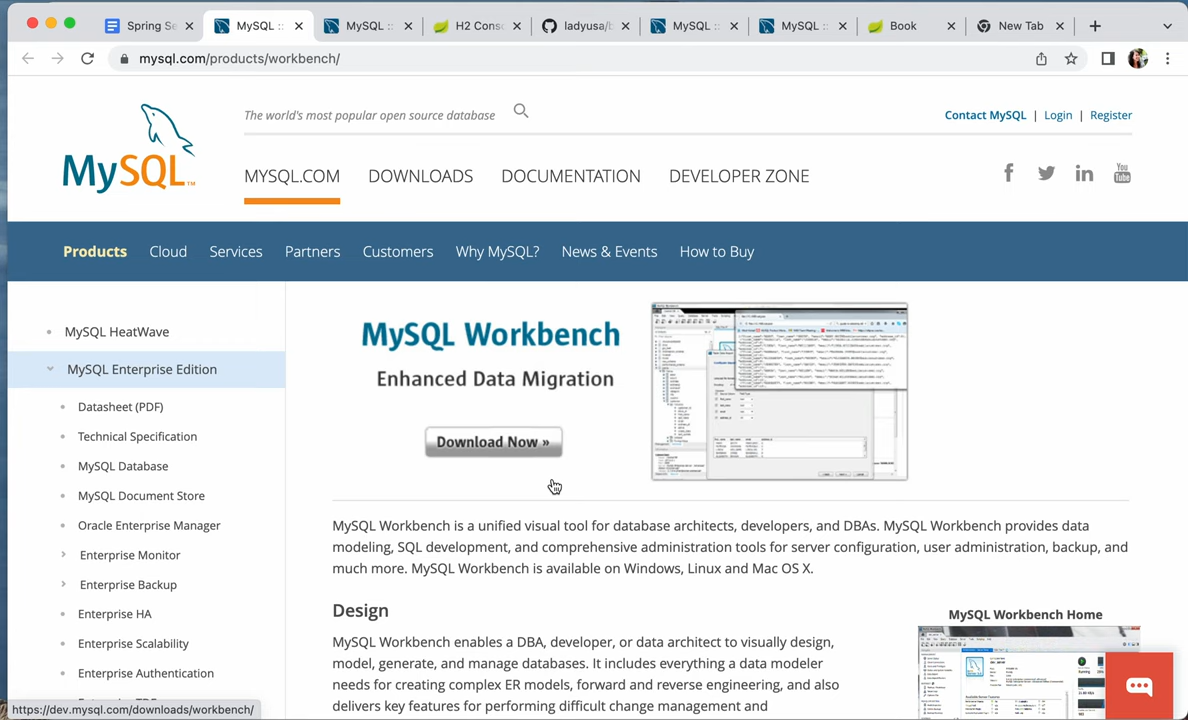 Spring Se
MySQL ::
MySQL ::
H2 Conso
ladyusa/b
MySQL ::
MySQL ::
Book
New Tab
mysql.com/products/workbench/
MySQL™
The world's most popular open source database
Contact MySQL | Login | Register
MYSQL.COM
DOWNLOADS
DOCUMENTATION
DEVELOPER ZONE
You Tube
Products
Cloud
Services
Partners
Customers
Why MySQL?
News & Events
How to Buy
MySQL HeatWave
MySQL Enterprise Edition
Datasheet (PDF)
Technical Specification
MySQL Database
MySQL Document Store
Oracle Enterprise Manager
Enterprise Monitor
Enterprise Backup
Enterprise HA
Enterprise Scalability
Enterprise Authentication
https://dev.mysql.com/downloads/workbench/
MySQL Workbench
Enhanced Data Migration
Download Now »
MySQL Workbench is a unified visual tool for database architects, developers, and DBAs. MySQL Workbench provides data
modeling, SQL development, and comprehensive administration tools for server configuration, user administration, backup, and
much more. MySQL Workbench is available on Windows, Linux and Mac OS X.
Design
MySQL Workbench enables a DBA, developer, or data architect to visually design,
model, generate, and manage databases. It includes everything a data modeler
needs for creating complex ER models, forward and reverse engineering, and also
delivers key features for performing difficult change management and
MySQL Workbench Home